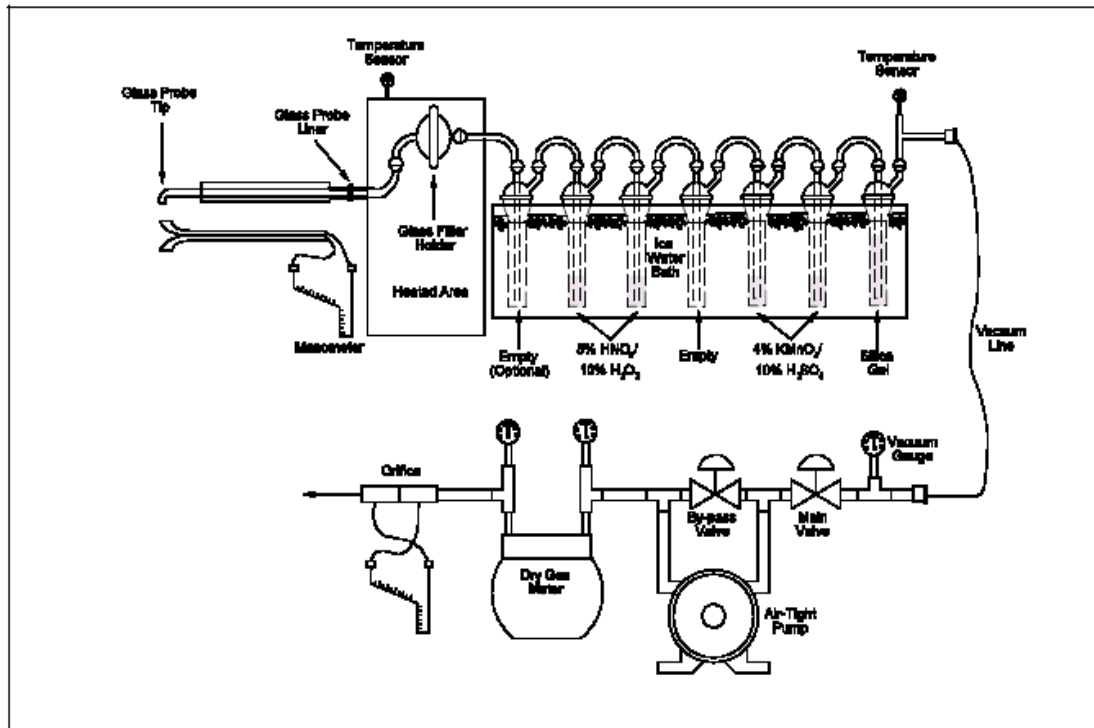 Temperature
Sensor
Temperature
Sensor
Glass Probe
Tip
Glass Probe
Liner
Glass Filter
Holder
Heated Area
Manometer
Ice
Water
Bath
Empty
(Optional)
5% HNO3/
10% H2O2
Empty
4% KMnO4/
10% H2SO4
Silica
Gel
Vacuum
Line
Vacuum
Gauge
Orifice
By-pass
Valve
Main
Valve
Dry Gas
Meter
Air-Tight
Pump